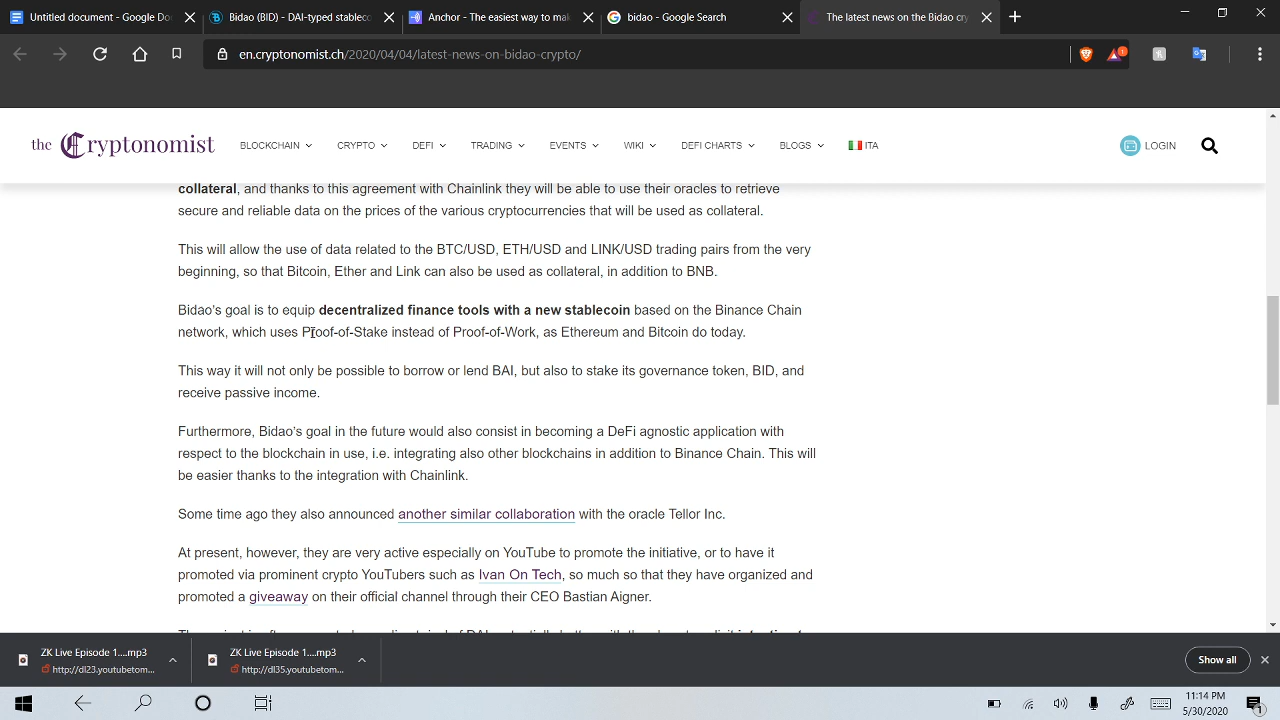 Untitled document - Google Do
Bidao (BID) - DAI-typed stablecc
Anchor - The easiest way to mak
bidao - Google Search
The latest news on the Bidao cry
en.cryptonomist.ch/2020/04/04/latest-news-on-bidao-crypto/
1
the Cryptonomist
BLOCKCHAIN
CRYPTO
DEFI
TRADING
EVENTS
WIKI
DEFI CHARTS
BLOGS
ITA
LOGIN
collateral, and thanks to this agreement with Chainlink they will be able to use their oracles to retrieve
secure and reliable data on the prices of the various cryptocurrencies that will be used as collateral.
This will allow the use of data related to the BTC/USD, ETH/USD and LINK/USD trading pairs from the very
beginning, so that Bitcoin, Ether and Link can also be used as collateral, in addition to BNB.
Bidao's goal is to equip decentralized finance tools with a new stablecoin based on the Binance Chain
network, which uses Proof-of-Stake instead of Proof-of-Work, as Ethereum and Bitcoin do today.
This way it will not only be possible to borrow or lend BAI, but also to stake its governance token, BID, and
receive passive income.
Furthermore, Bidao's goal in the future would also consist in becoming a DeFi agnostic application with
respect to the blockchain in use, i.e. integrating also other blockchains in addition to Binance Chain. This will
be easier thanks to the integration with Chainlink.
Some time ago they also announced another similar collaboration with the oracle Tellor Inc.
At present, however, they are very active especially on YouTube to promote the initiative, or to have it
promoted via prominent crypto YouTubers such as Ivan On Tech, so much so that they have organized and
promoted a giveaway on their official channel through their CEO Bastian Aigner.
ZK Live Episode 1....mp3
http://dl23.youtubetom...
ZK Live Episode 1....mp3
http://dl35.youtubetom...
Show all
11:14 PM
5/30/2020
1